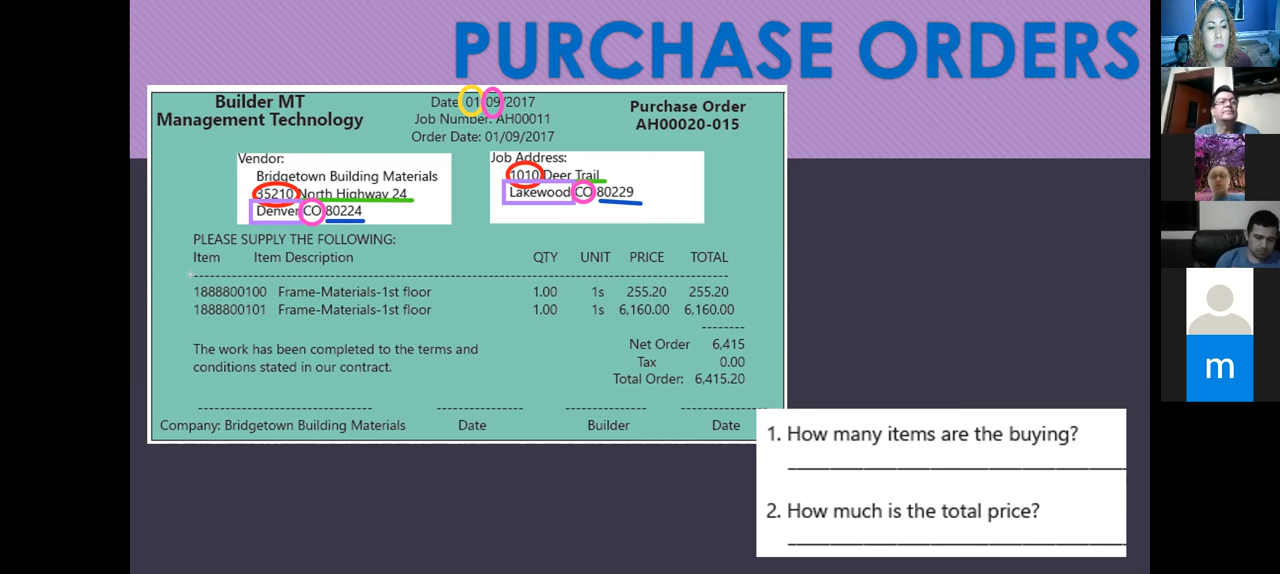 PURCHASE ORDERS
Builder MT
Management Technology
Date: 01/09/2017
Job Number: AH00011
Order Date: 01/09/2017
Purchase Order
AH00020-015
Vendor:
Bridgetown Building Materials
35210 North Highway 24
Denver CO 80224
Job Address:
1010 Deer Trail
Lakewood CO 80229
PLEASE SUPPLY THE FOLLOWING:
Item Item Description QTY UNIT PRICE TOTAL
1888800100 Frame-Materials-1st floor 1.00 1s 255.20 255.20
1888800101 Frame-Materials-1st floor 1.00 1s 6,160.00 6,160.00
Net Order 6,415
Tax 0.00
Total Order: 6,415.20
The work has been completed to the terms and
conditions stated in our contract.
Company: Bridgetown Building Materials Date Builder Date
1. How many items are the buying?
2. How much is the total price?
m